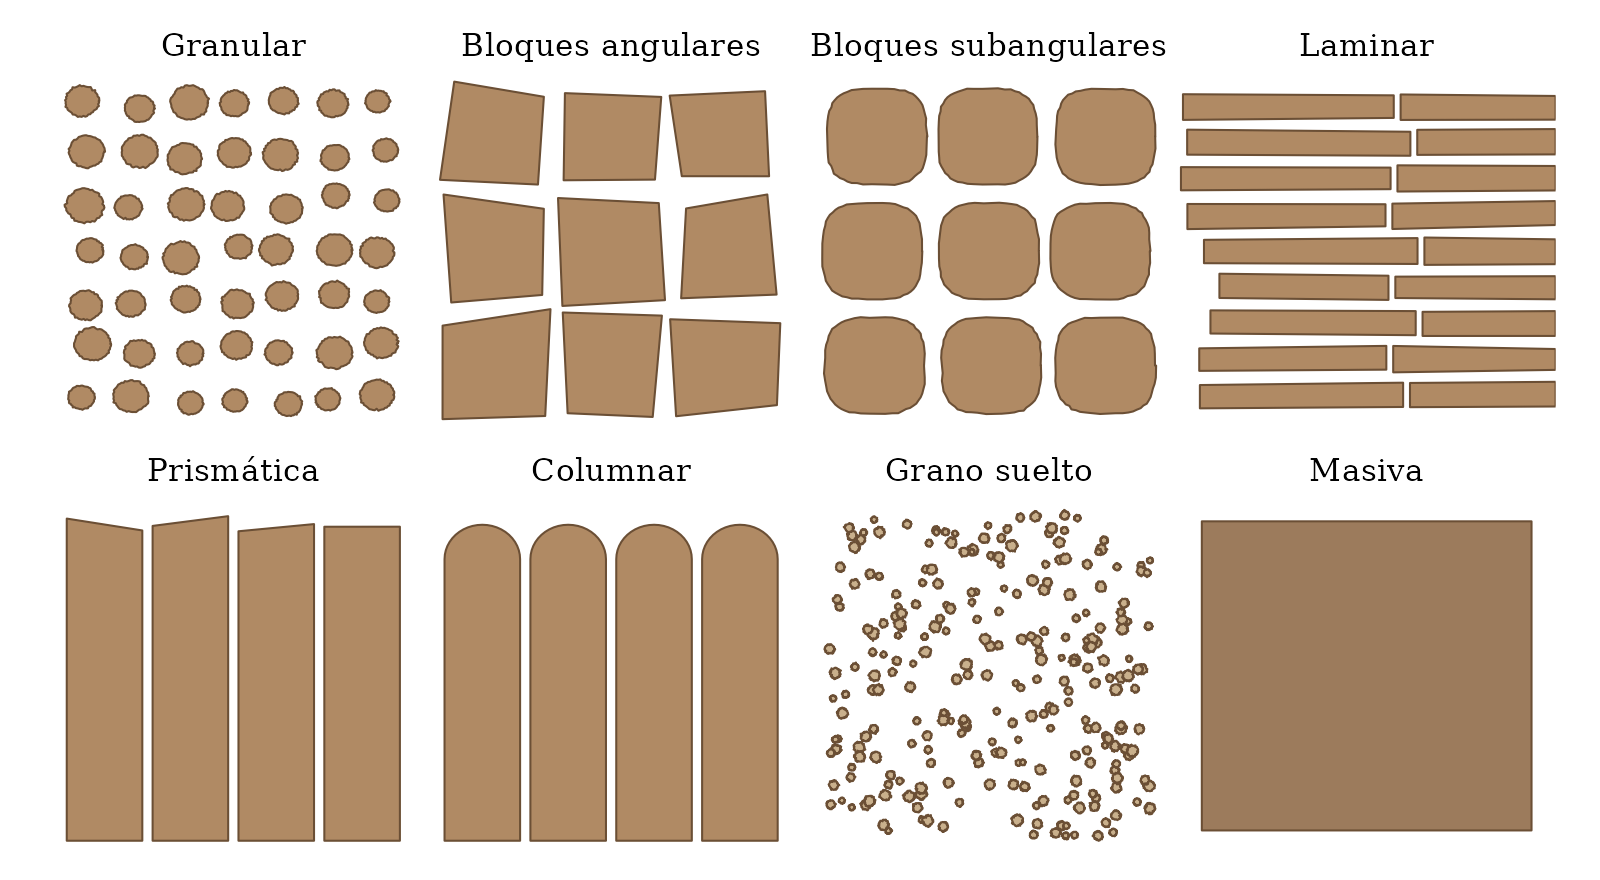 Granular
Bloques angulares
Bloques subangulares
Laminar
Prismática
Columnar
Grano suelto
Masiva